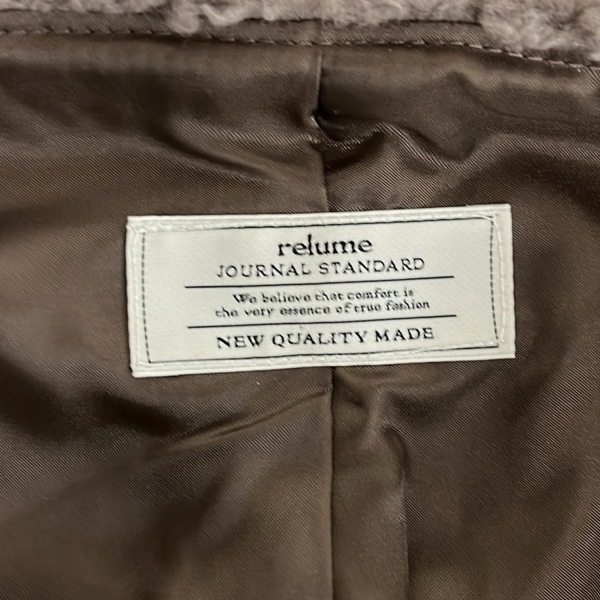 relume
JOURNAL STANDARD
We believe that comfort is
the very essence of true fashion
NEW QUALITY MADE